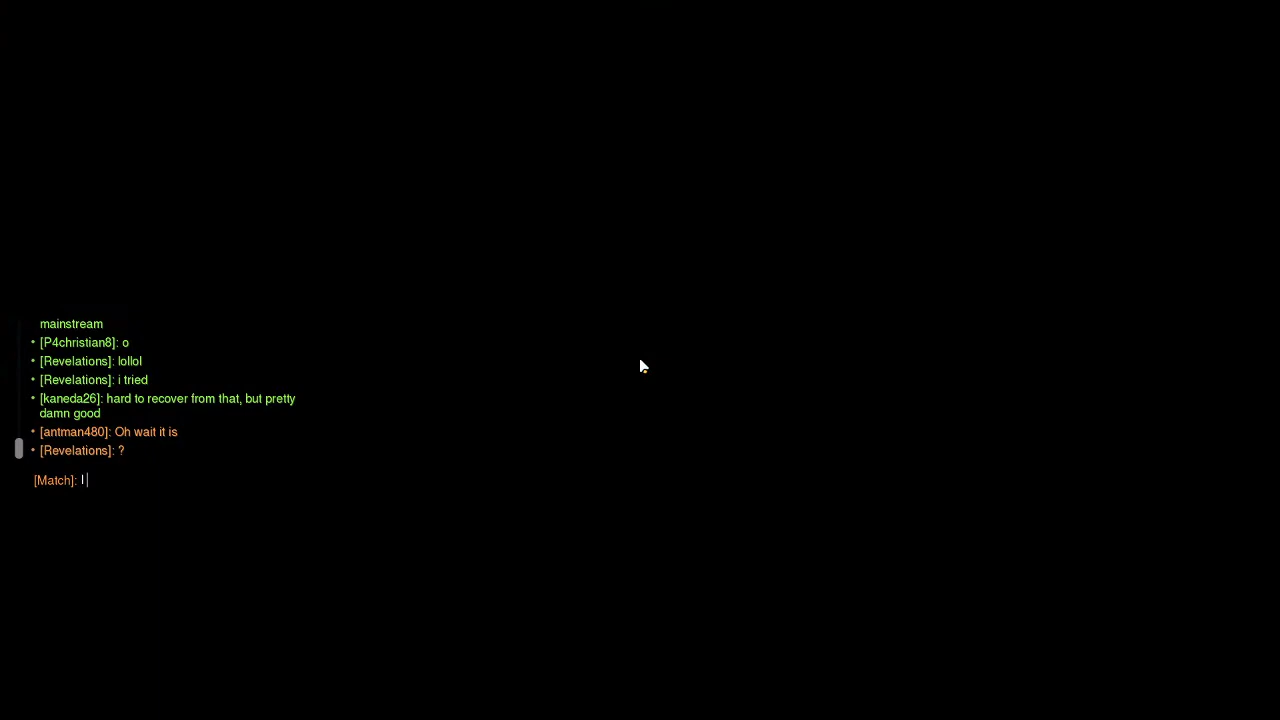 mainstream
• [P4christian8]: o
• [Revelations]: lollol
• [Revelations]: i tried
• [kaneda26]: hard to recover from that, but pretty
damn good
• [antman480]: Oh wait it is
• [Revelations]: ?
[Match]: I